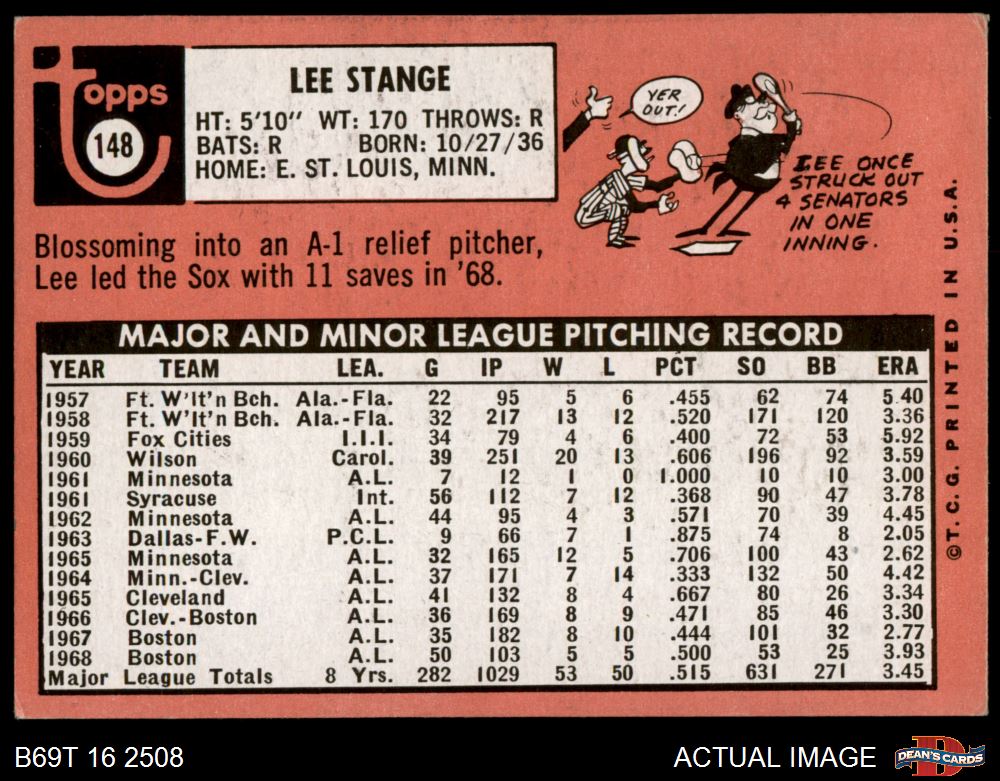 topps
148
LEE STANGE
HT: 5'10" WT: 170 THROWS: R
BATS: R BORN: 10/27/36
HOME: E. ST. LOUIS, MINN.
YER
OUT!
LEE ONCE
STRUCK OUT
4 SENATORS
IN ONE
INNING.
Blossoming into an A-1 relief pitcher,
Lee led the Sox with 11 saves in '68.
MAJOR AND MINOR LEAGUE PITCHING RECORD
YEAR TEAM LEA. G IP W L PCT SO BB ERA
1957 Ft. W'lt'n Bch. Ala.-Fla. 22 95 5 6 .455 62 74 5.40
1958 Ft. W'lt'n Bch. Ala.-Fla. 32 217 13 12 .520 171 120 3.36
1959 Fox Cities I.I.I. 34 79 4 6 .400 72 53 5.92
1960 Wilson Carol. 39 251 20 13 .606 196 92 3.59
1961 Minnesota A.L. 7 12 1 0 1.000 10 10 3.00
1961 Syracuse Int. 56 112 7 12 .368 90 47 3.78
1962 Minnesota A.L. 44 95 4 3 .571 70 39 4.45
1963 Dallas-F.W. P.C.L. 9 66 7 1 .875 74 8 2.05
1965 Minnesota A.L. 32 165 12 5 .706 100 43 2.62
1964 Minn.-Clev. A.L. 37 171 7 14 .333 132 50 4.42
1965 Cleveland A.L. 41 132 8 4 .667 80 26 3.34
1966 Clev.-Boston A.L. 36 169 8 9 .471 85 46 3.30
1967 Boston A.L. 35 182 8 10 .444 101 32 2.77
1968 Boston A.L. 50 103 5 5 .500 53 25 3.93
Major League Totals 8 Yrs. 282 1029 53 50 .515 631 271 3.45
©T.C.G. PRINTED IN U.S.A.
B69T 16 2508
ACTUAL IMAGE
DEAN'S CARDS